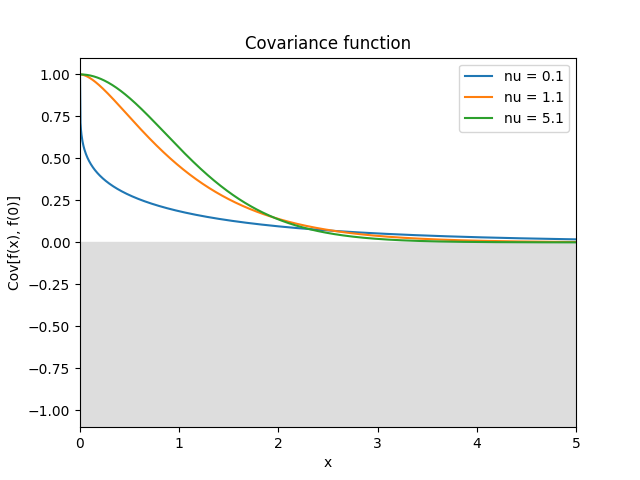 Covariance function
nu = 0.1
nu = 1.1
nu = 5.1
Cov[f(x), f(0)]
1.00
0.75
0.50
0.25
0.00
−0.25
−0.50
−0.75
−1.00
0 1 2 3 4 5
x